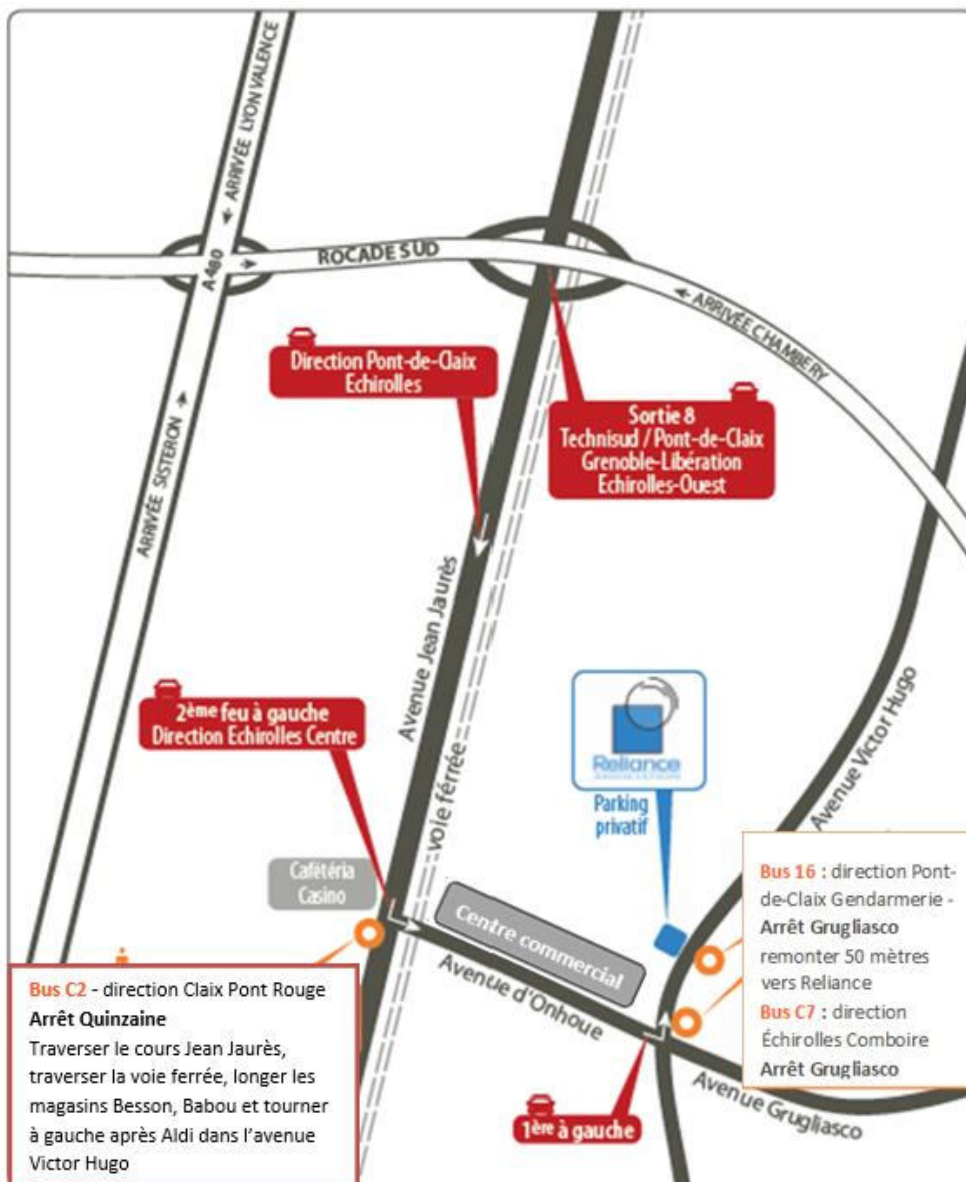 ARRIVÉE LYON VALENCE
A 480
ROCADE SUD
ARRIVÉE CHAMBERY
Direction Pont-de-Claix
Echirolles
Sortie 8
Technisud / Pont-de-Claix
Grenoble-Libération
Echirolles-Ouest
ARRIVÉE SISTERON
Avenue Jean Jaurès
voie férrée
2ème feu à gauche
Direction Echirolles Centre
Reliance
ASSOCIATION
Parking
privatif
Avenue Victor Hugo
Cafétéria
Casino
Centre commercial
Avenue d'Onhoue
Bus 16 : direction Pont-
de-Claix Gendarmerie -
Arrêt Grugliasco
remonter 50 mètres
vers Reliance
Bus C7 : direction
Échirolles Comboire
Arrêt Grugliasco
Bus C2 - direction Claix Pont Rouge
Arrêt Quinzaine
Traverser le cours Jean Jaurès,
traverser la voie ferrée, longer les
magasins Besson, Babou et tourner
à gauche après Aldi dans l'avenue
Victor Hugo
1ère à gauche
Avenue Grugliasco